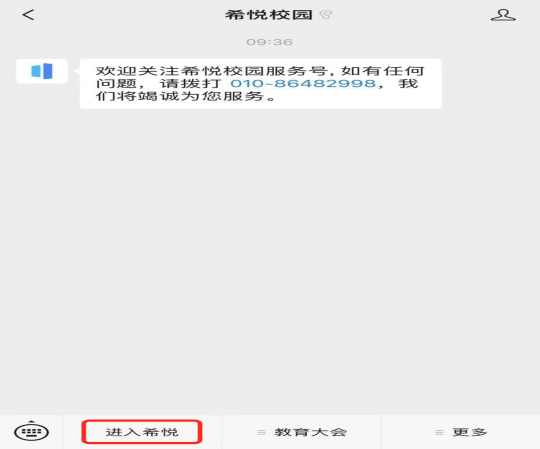 希悦校园
09:36
欢迎关注希悦校园服务号,如有任何
问题，请拨打 010-86482998，我
们将竭诚为您服务。
进入希悦
教育大会
更多